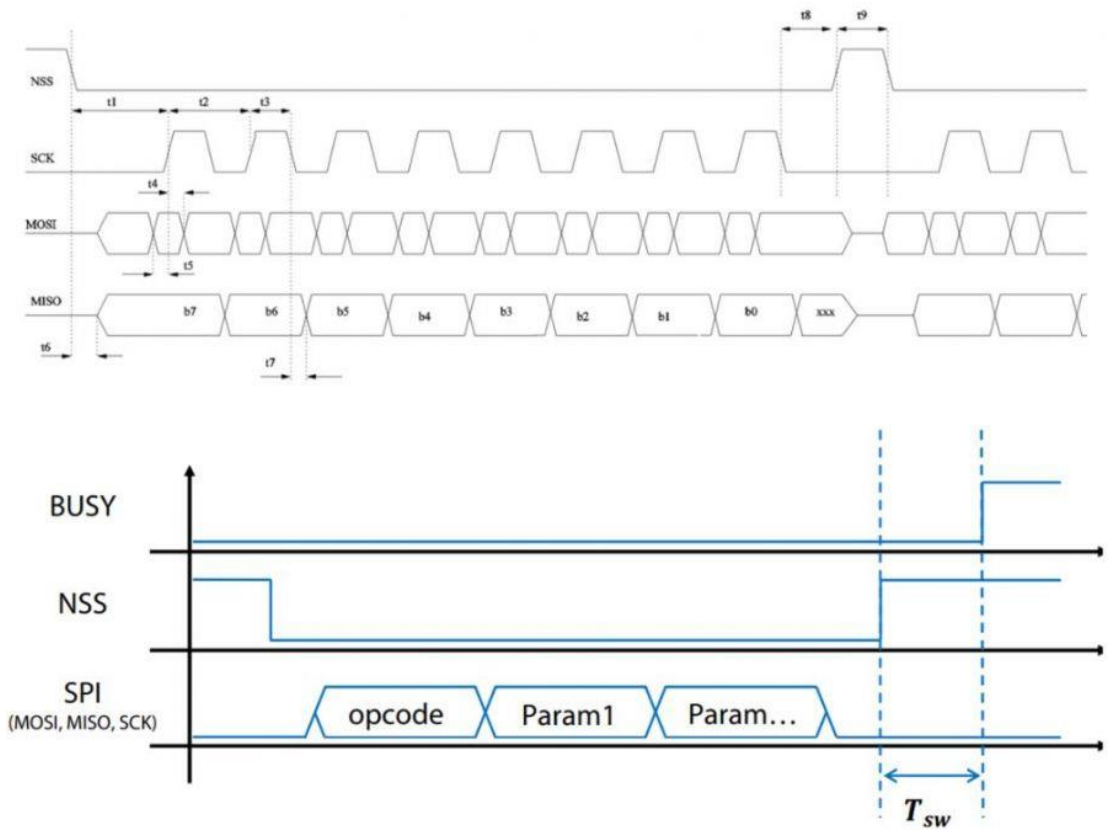 t8 t9
NSS
t1 t2 t3
SCK
t4
MOSI
t5
MISO b7 b6 b5 b4 b3 b2 b1 b0 xxx
t6
t7
BUSY
NSS
SPI
(MOSI, MISO, SCK)
opcode Param1 Param...
Tsw